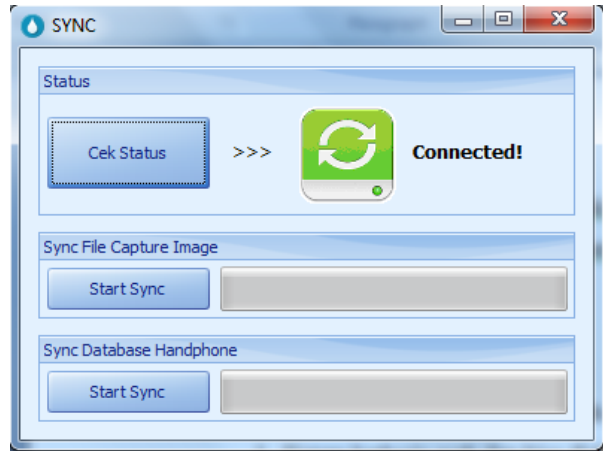 SYNC
Status
Cek Status >>> Connected!
Sync File Capture Image
Start Sync
Sync Database Handphone
Start Sync